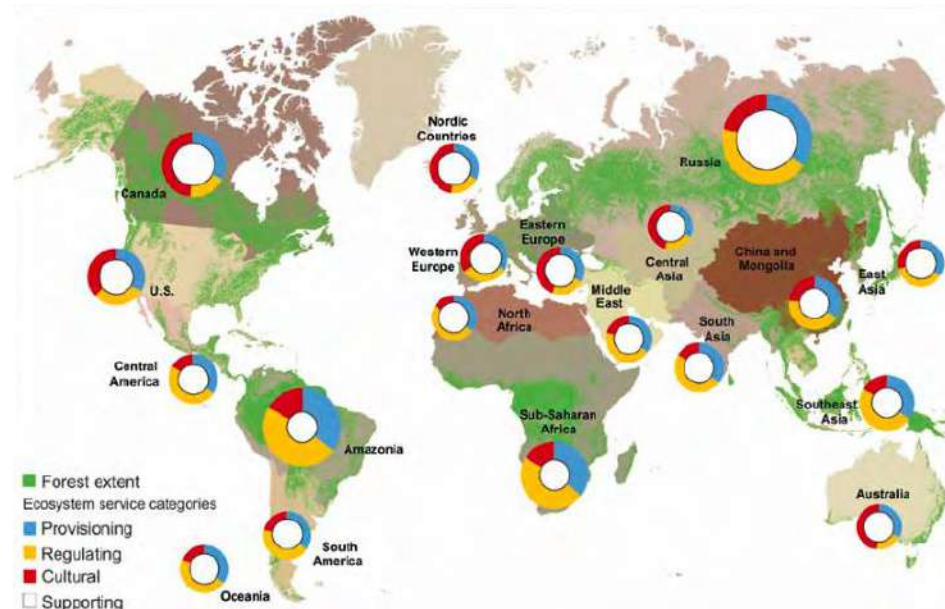 Nordic
Countries
Russia
Canada
Eastern
Europe
Western
Europe
Central
Asia
China and
Mongolia
East
Asia
U.S.
Middle
East
North
Africa
South
Asia
Central
America
Southeast
Asia
Sub-Saharan
Africa
Amazonia
Forest extent
Ecosystem service categories
Provisioning
Regulating
Cultural
Supporting
Australia
South
America
Oceania